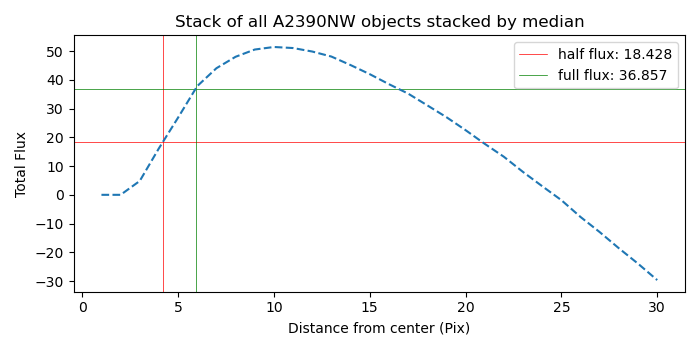 Stack of all A2390NW objects stacked by median
half flux: 18.428
full flux: 36.857
Total Flux
50
40
30
20
10
0
−10
−20
−30
0 5 10 15 20 25 30
Distance from center (Pix)